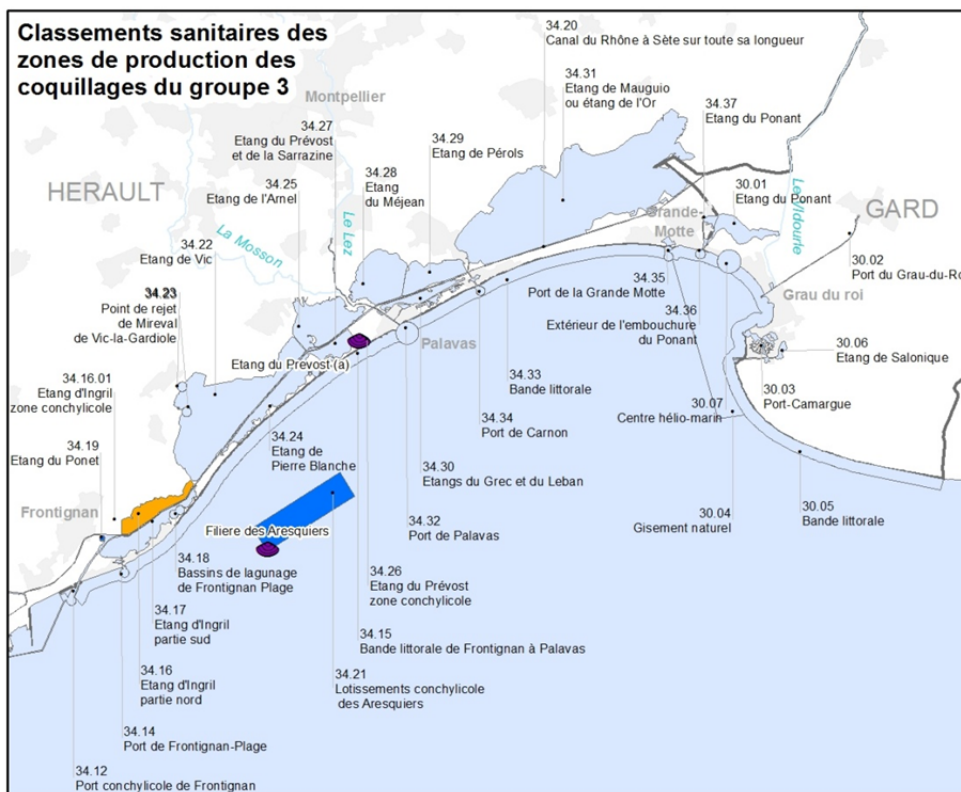 Classements sanitaires des
zones de production des
coquillages du groupe 3
34.20
Canal du Rhône à Sète sur toute sa longueur
34.31
Etang de Mauguio
ou étang de l'Or
34.37
Etang du Ponant
Montpellier
34.27
Etang du Prévost
et de la Sarrazine
34.29
Etang de Pérols
34.28
Etang
du Méjean
HERAULT
34.25
Etang de l'Arnel
Le Lez
La Mosson
Le Vidourle
30.01
Etang du Ponant
GARD
Grande-
Motte
34.22
Etang de Vic
30.02
Port du Grau-du-Ro
34.23
Point de rejet
de Mireval
de Vic-la-Gardiole
34.35
Port de la Grande Motte
Grau du roi
34.36
Extérieur de l'embouchure
du Ponant
Palavas
30.06
Etang de Salonique
Etang du Prevost (a)
34.16.01
Etang d'Ingril
zone conchylicole
34.33
Bande littorale
30.03
Port-Camargue
30.07
Centre hélio-marin
34.34
Port de Carnon
34.19
Etang du Ponet
34.24
Etang de
Pierre Blanche
34.30
Etangs du Grec et du Leban
Frontignan
30.04
Gisement naturel
30.05
Bande littorale
34.32
Port de Palavas
Filiere des Aresquiers
34.18
Bassins de lagunage
de Frontignan Plage
34.26
Etang du Prévost
zone conchylicole
34.17
Etang d'Ingril
partie sud
34.15
Bande littorale de Frontignan à Palavas
34.16
Etang d'Ingril
partie nord
34.21
Lotissements conchylicole
des Aresquiers
34.14
Port de Frontignan-Plage
34.12
Port conchylicole de Frontignan